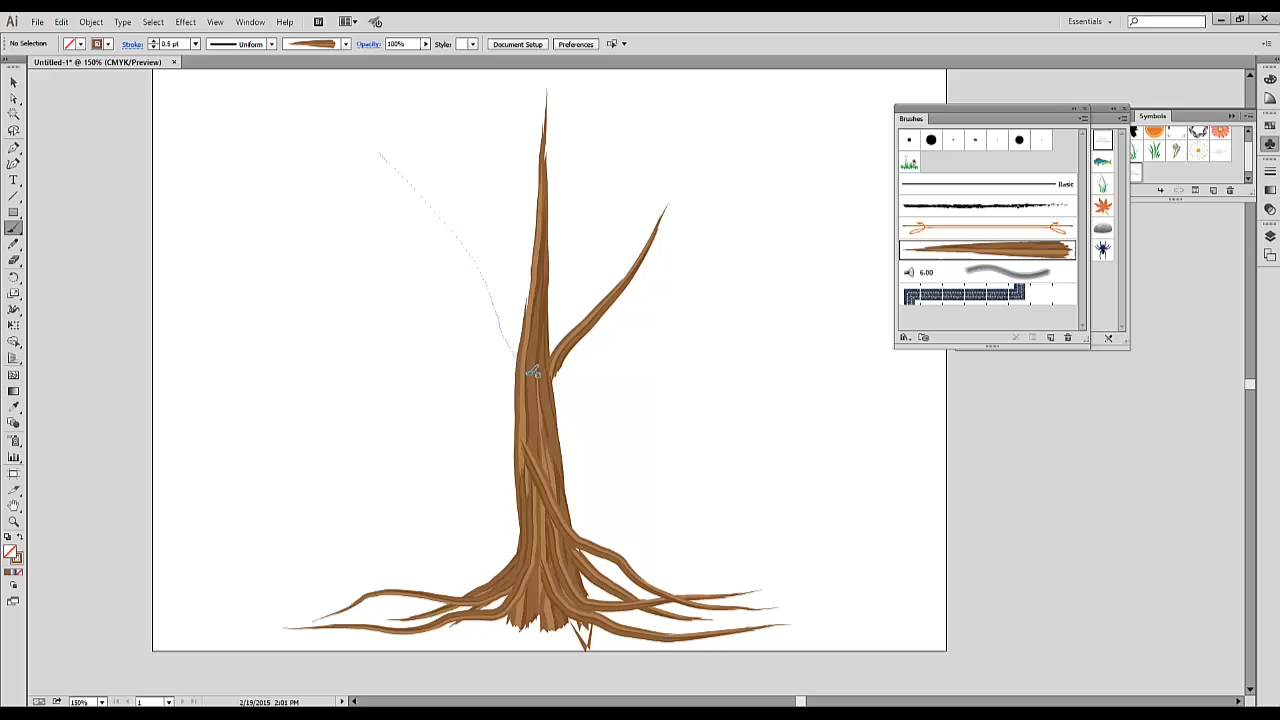 Ai File Edit Object Type Select Effect View Window Help Br Essentials
No Selection Stroke: 0.5 pt Uniform Opacity: 100% Style: Document Setup Preferences
Untitled-1* @ 150% (CMYK/Preview)
Brushes
Symbols
Basic
6.00
150% 1 2/19/2015 2:01 PM